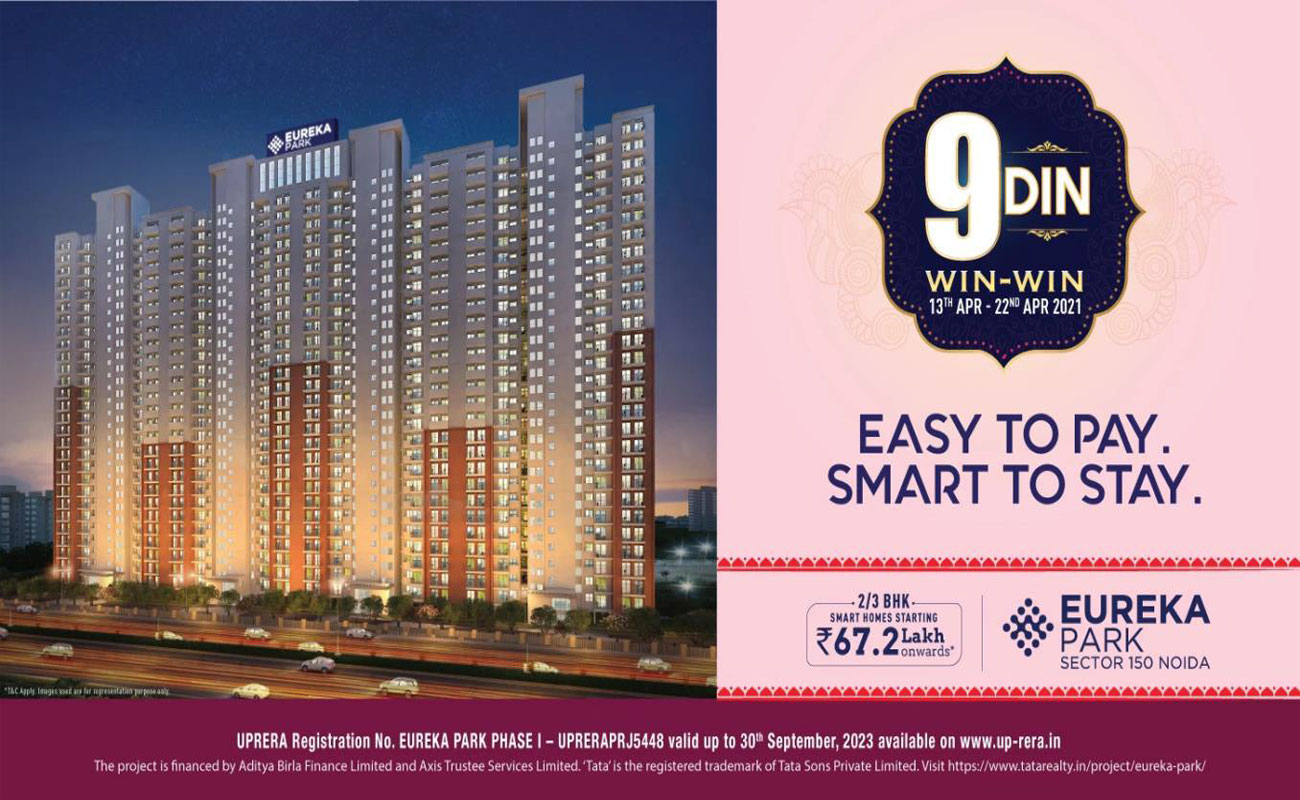 EUREKA
PARK
*T&C Apply. Images used are for representation purpose only.
9 DIN
WIN-WIN
13TH APR - 22ND APR 2021
EASY TO PAY.
SMART TO STAY.
2/3 BHK
SMART HOMES STARTING
₹67.2 Lakh
onwards*
EUREKA
PARK
SECTOR 150 NOIDA
UPRERA Registration No. EUREKA PARK PHASE I – UPRERAPRJ5448 valid up to 30th September, 2023 available on www.up-rera.in
The project is financed by Aditya Birla Finance Limited and Axis Trustee Services Limited. ‘Tata’ is the registered trademark of Tata Sons Private Limited. Visit https://www.tatarealty.in/project/eureka-park/